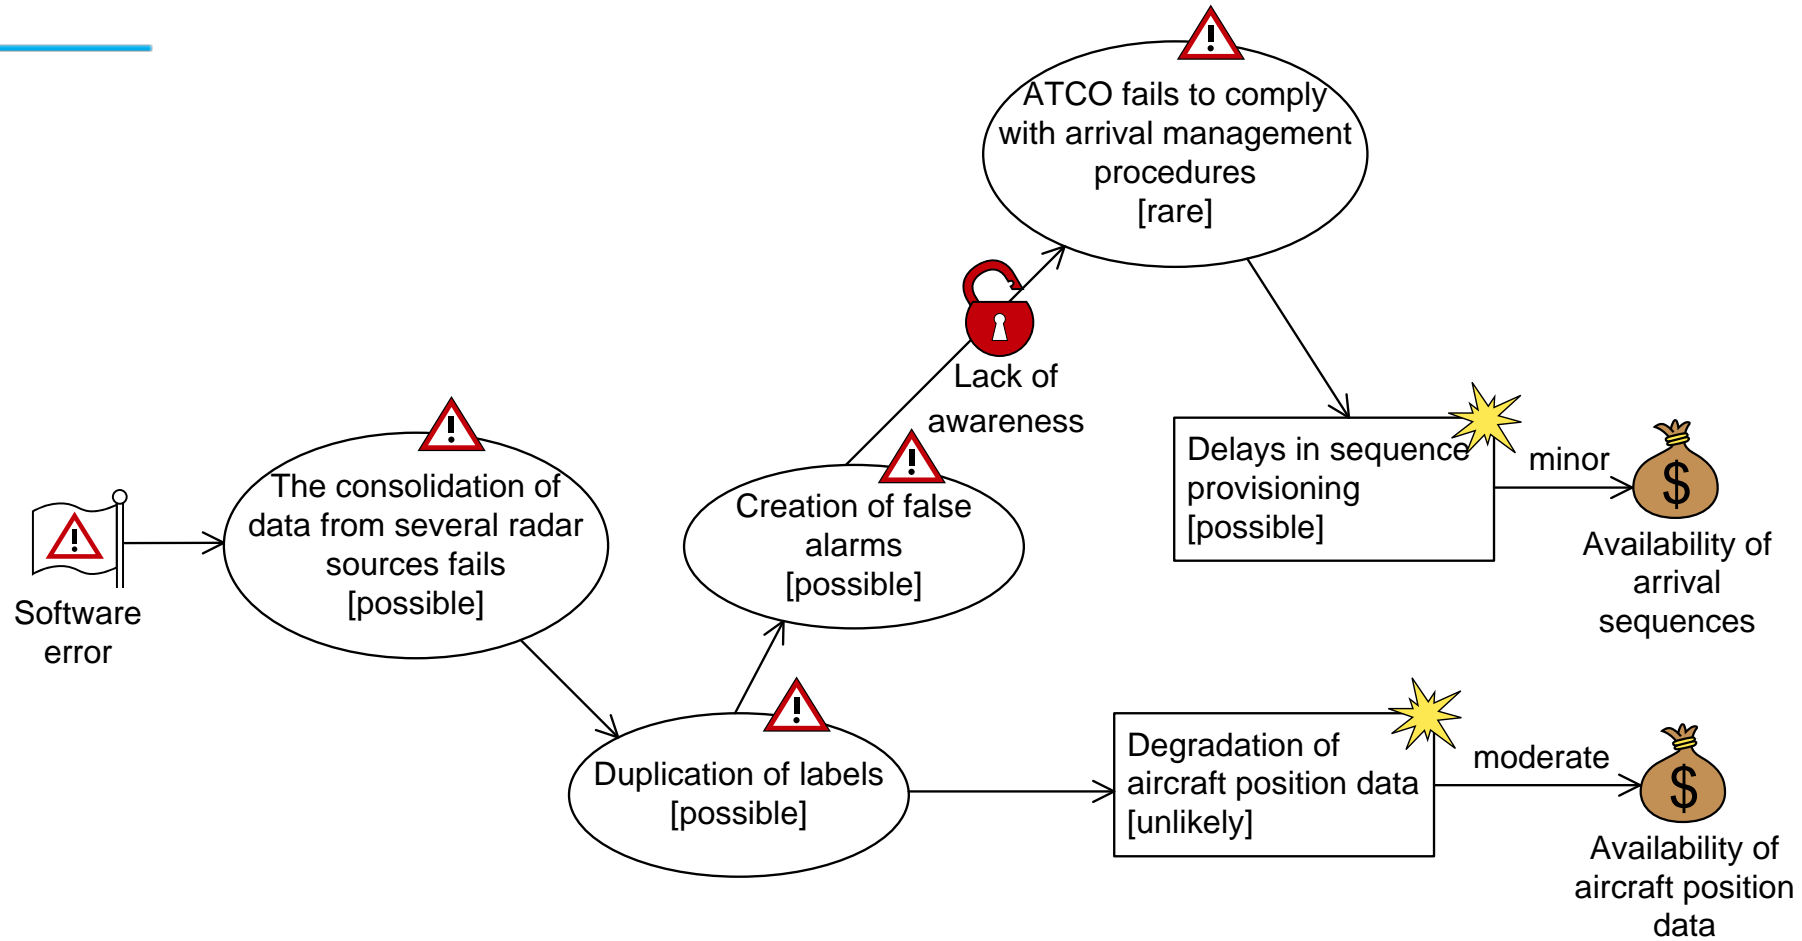 ATCO fails to comply
with arrival management
procedures
[rare]
Lack of
awareness
The consolidation of
data from several radar
sources fails
[possible]
Software
error
Creation of false
alarms
[possible]
Delays in sequence
provisioning
[possible]
minor
$
Availability of
arrival
sequences
Duplication of labels
[possible]
Degradation of
aircraft position data
[unlikely]
moderate
$
Availability of
aircraft position
data